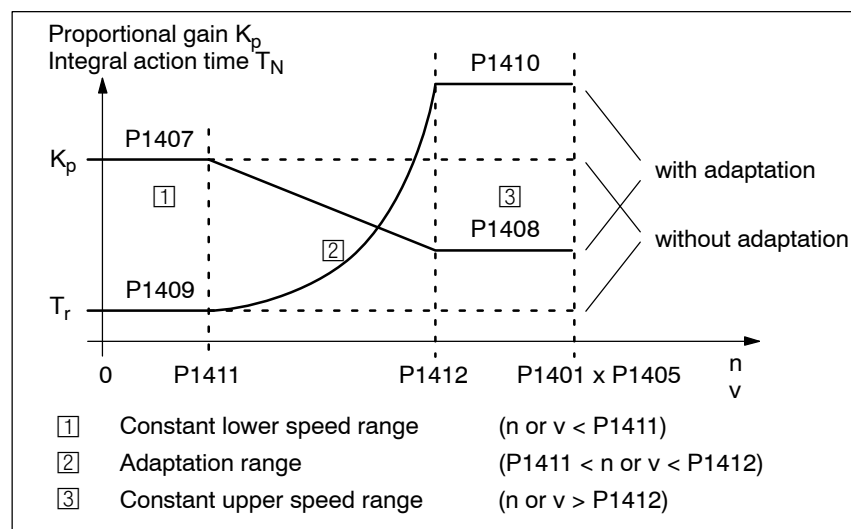 Proportional gain Kp
Integral action time TN
P1410
P1407
Kp
1
3
with adaptation
P1408
without adaptation
2
P1409
Tr
0 P1411 P1412 P1401 x P1405 n
v
1 Constant lower speed range (n or v < P1411)
2 Adaptation range (P1411 < n or v < P1412)
3 Constant upper speed range (n or v > P1412)